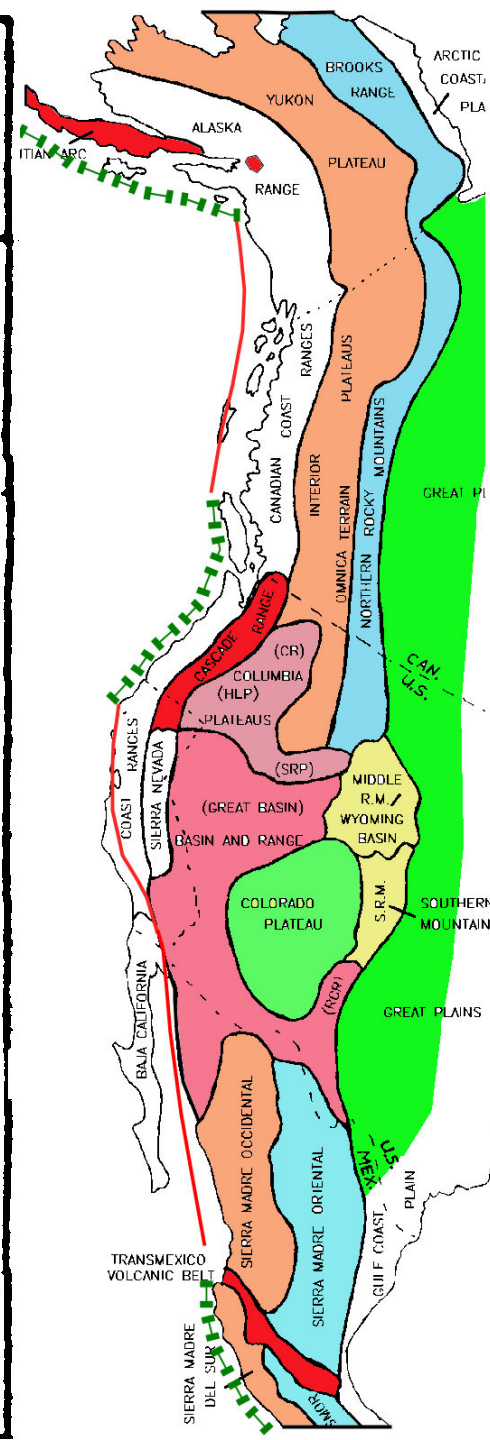 ARCTIC
COASTA
PLA
BROOKS
RANGE
YUKON
PLATEAU
ALASKA
RANGE
UTIAN ARC
CANADIAN
COAST
RANGES
INTERIOR
PLATEAUS
OMNICA TERRAIN
NORTHERN ROCKY
MOUNTAINS
GREAT PL
CAN.
U.S.
CASCADE
RANGE
(CR)
COLUMBIA
(HLP)
PLATEAUS
(SRP)
COAST
RANGES
SIERRA NEVADA
(GREAT BASIN)
BASIN AND RANGE
MIDDLE
R.M./
WYOMING
BASIN
COLORADO
PLATEAU
S.R.M.
SOUTHERN
MOUNTAIN
(RGR)
GREAT PLAINS
BAJA CALIFORNIA
U.S.
MEX.
SIERRA MADRE OCCIDENTAL
SIERRA MADRE ORIENTAL
GULF COAST
PLAIN
TRANSMEXICO
VOLCANIC BELT
SIERRA MADRE
DEL SUR
SMOR